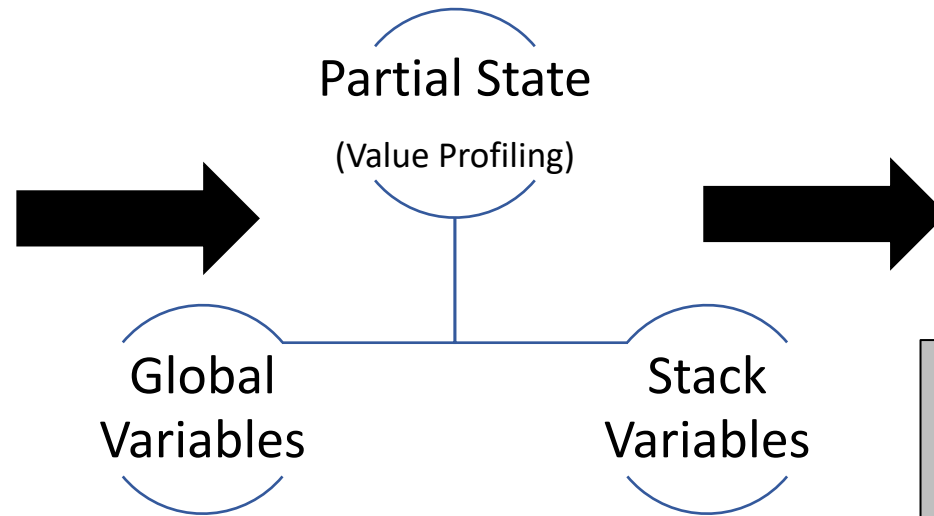 Partial State
(Value Profiling)
Global
Variables
Stack
Variables